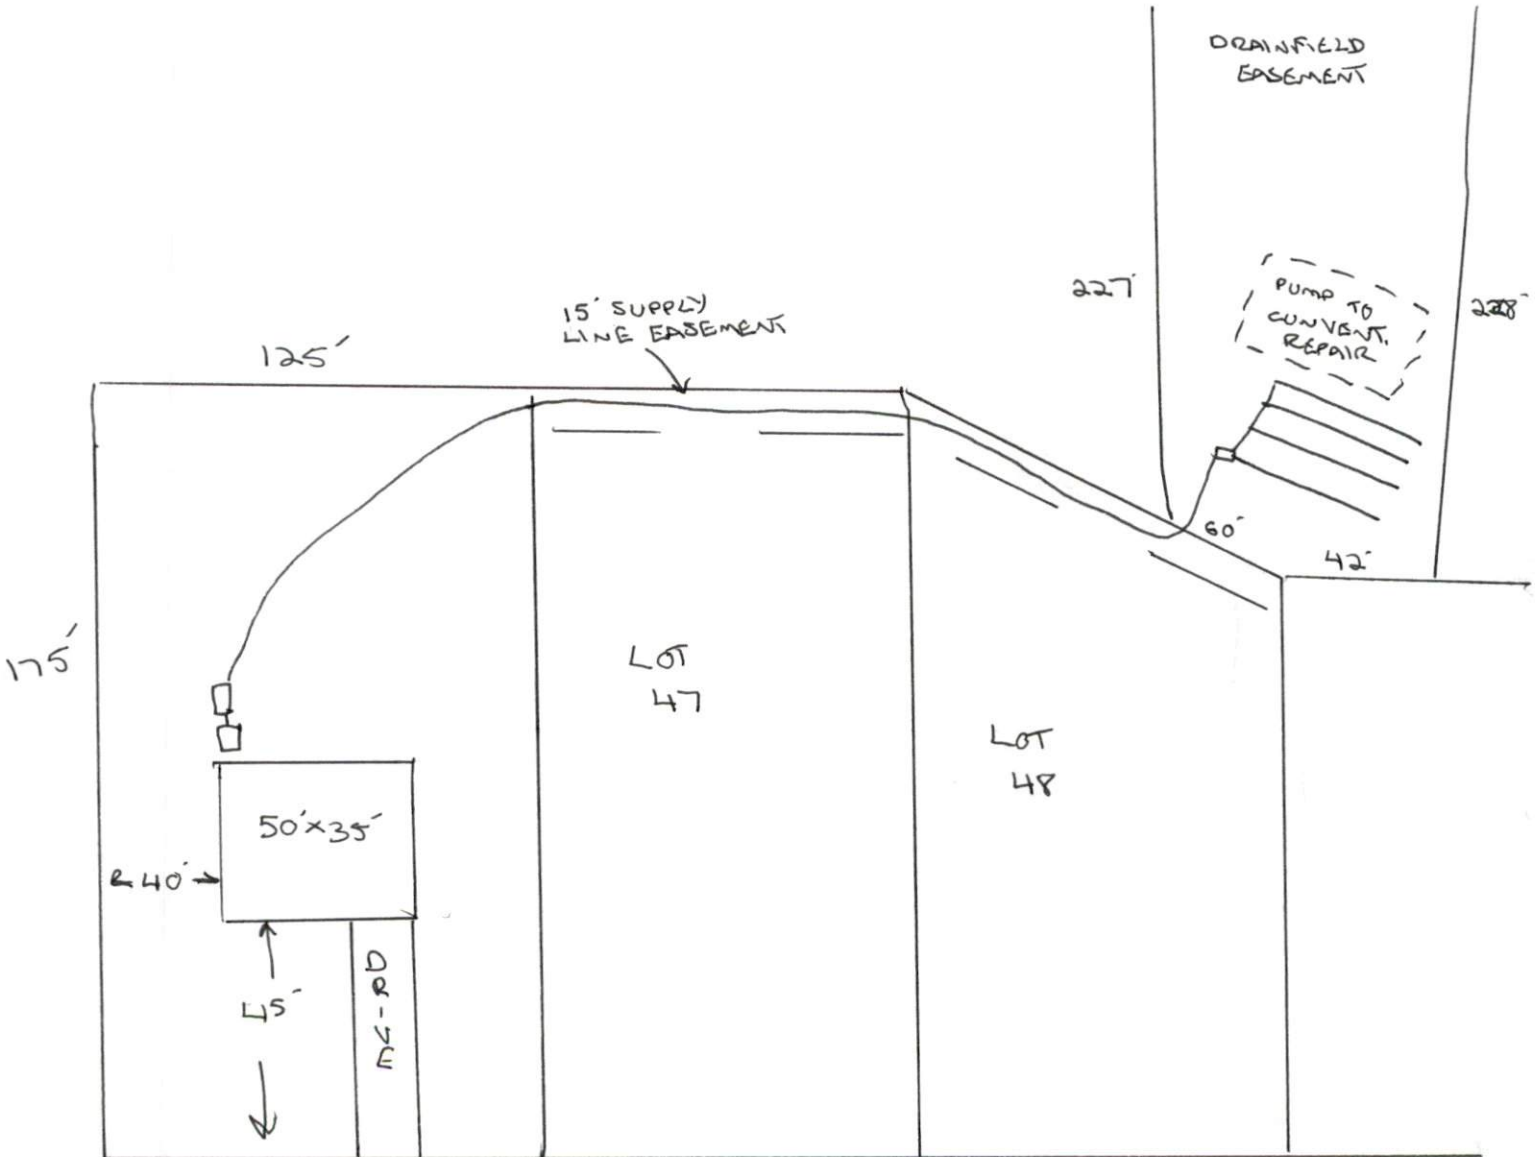 DRAINFIELD
EASEMENT
227'
PUMP TO
CONVENT.
REPAIR
15' SUPPLY
LINE EASEMENT
125'
60'
42'
175'
LOT
47
LOT
48
50'x35'
40'
45'
DRIVE